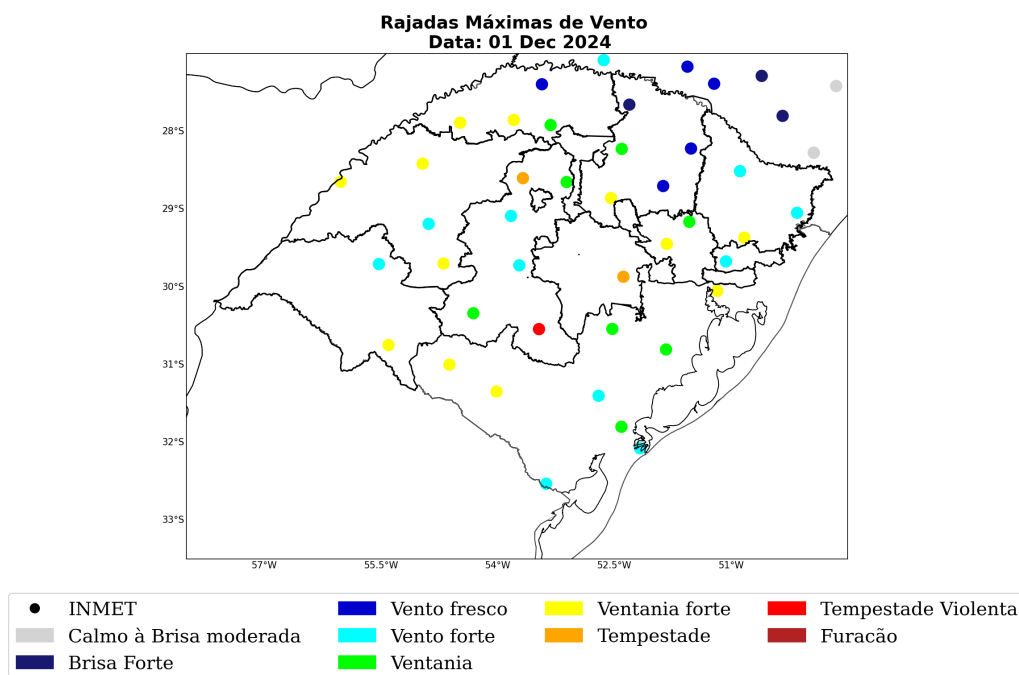 Rajadas Máximas de Vento
Data: 01 Dec 2024
28°S
29°S
30°S
31°S
32°S
33°S
57°W
55.5°W
54°W
52.5°W
51°W
INMET
Calmo à Brisa moderada
Brisa Forte
Vento fresco
Vento forte
Ventania
Ventania forte
Tempestade
Tempestade Violenta
Furacão